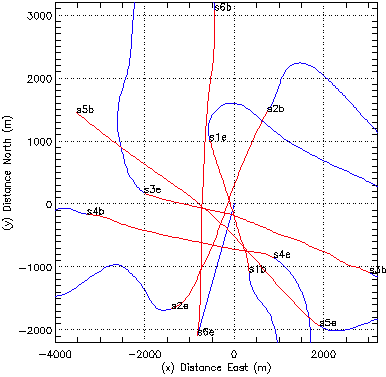 3000
2000
1000
0
-1000
-2000
(y) Distance North (m)
s6b
s5b
s2b
s1e
s3e
s4b
s4e
s1b
s3b
s2e
s5e
s6e
-4000 -2000 0 2000
(x) Distance East (m)